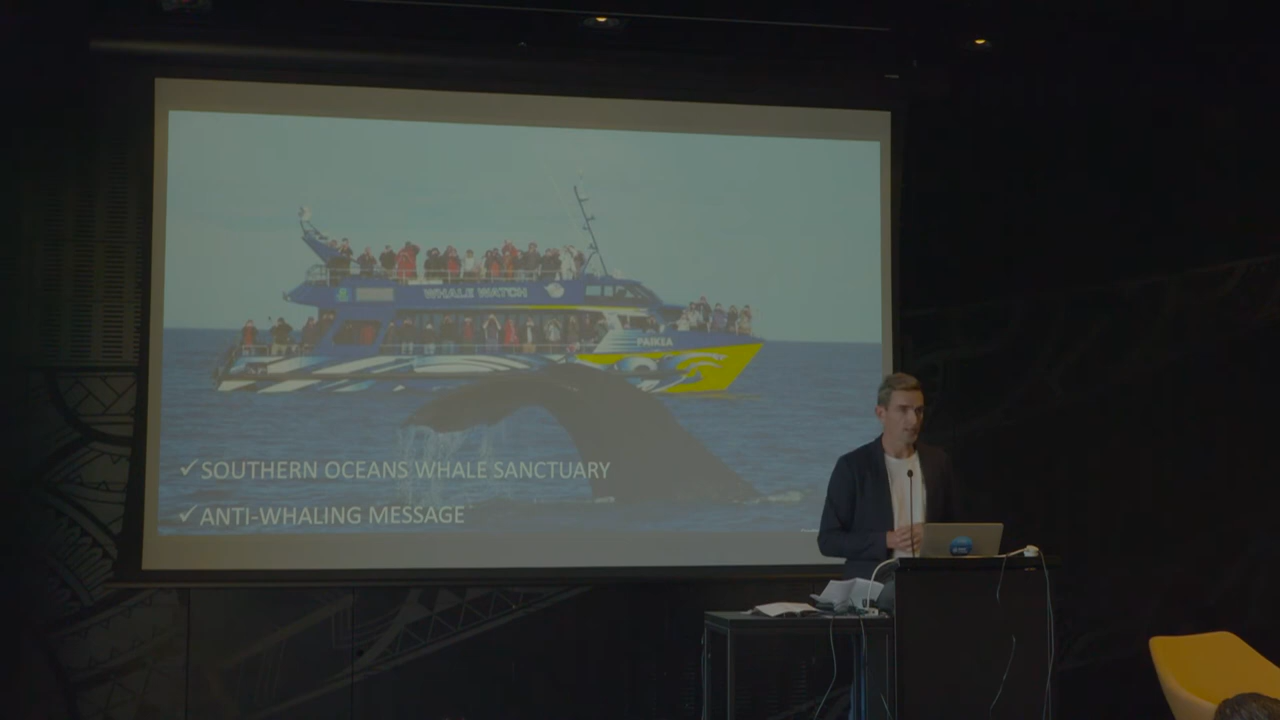 WHALE WATCH
PAIKEA
✓SOUTHERN OCEANS WHALE SANCTUARY
✓ANTI-WHALING MESSAGE